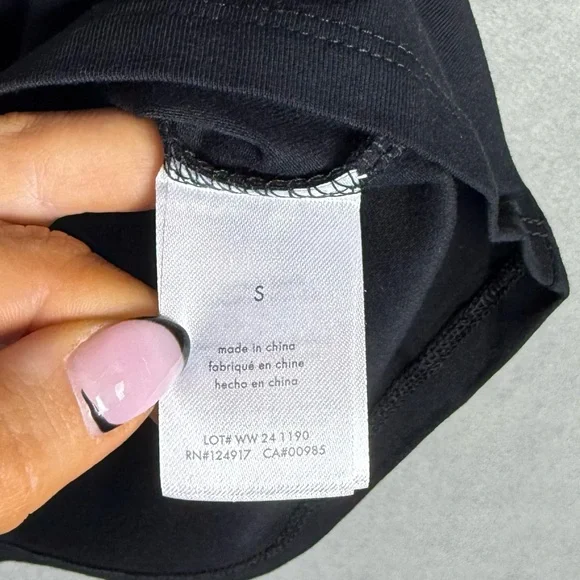 S
made in china
fabriqué en chine
hecho en china
LOT# WW 24 1190
RN#124917 CA#00985